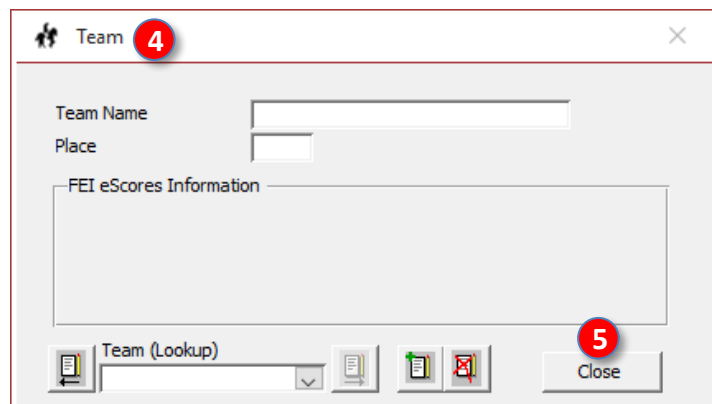 Team 4
Team Name
Place
FEI eScores Information
Team (Lookup)
5
Close